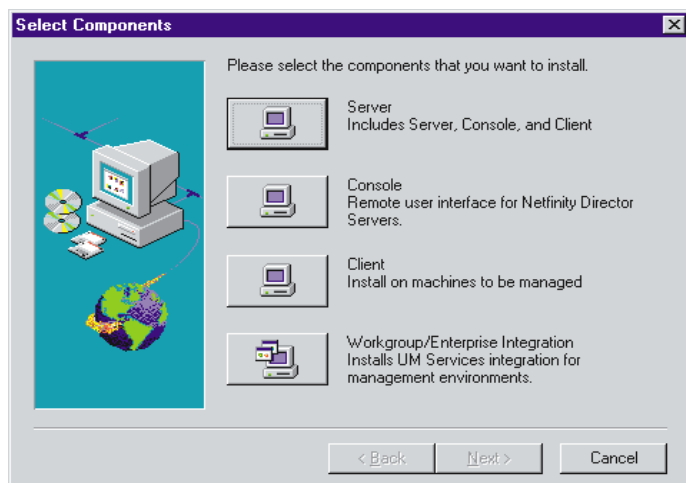 Select Components
Please select the components that you want to install.
Server
Includes Server, Console, and Client
Console
Remote user interface for Netfinity Director
Servers.
Client
Install on machines to be managed
Workgroup/Enterprise Integration
Installs UM Services integration for
management environments.
< Back
Next >
Cancel